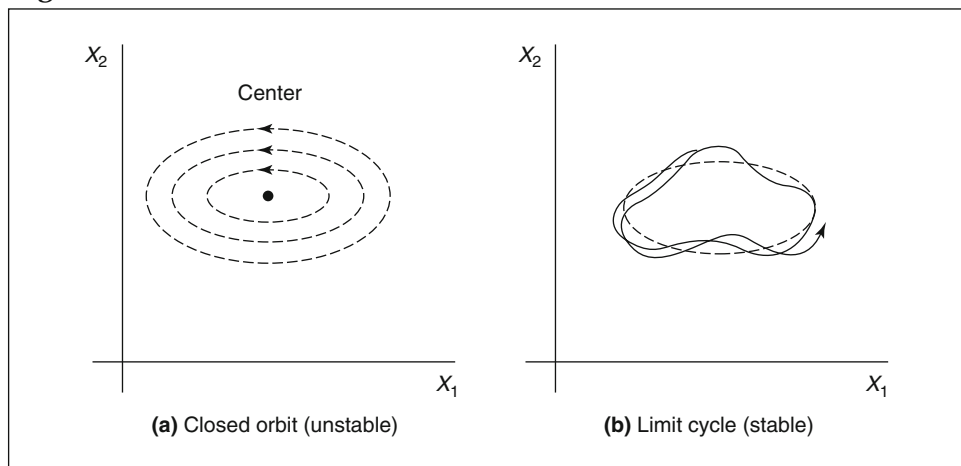 X2
Center
X1
(a) Closed orbit (unstable)
X2
X1
(b) Limit cycle (stable)